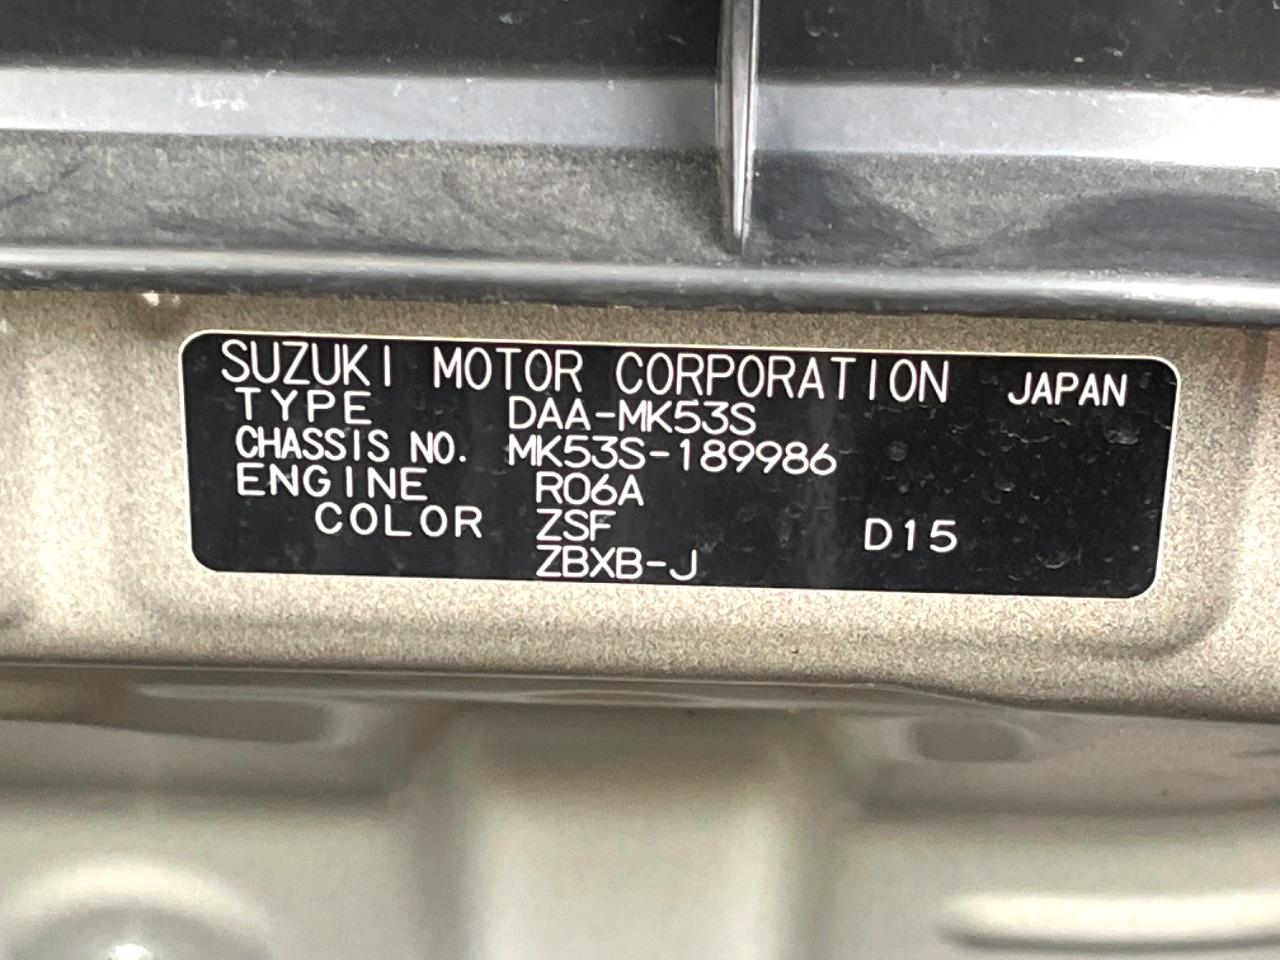 SUZUKI MOTOR CORPORATION JAPAN
TYPE DAA-MK53S
CHASSIS NO. MK53S-189986
ENGINE R06A
COLOR ZSF D15
ZBXB-J